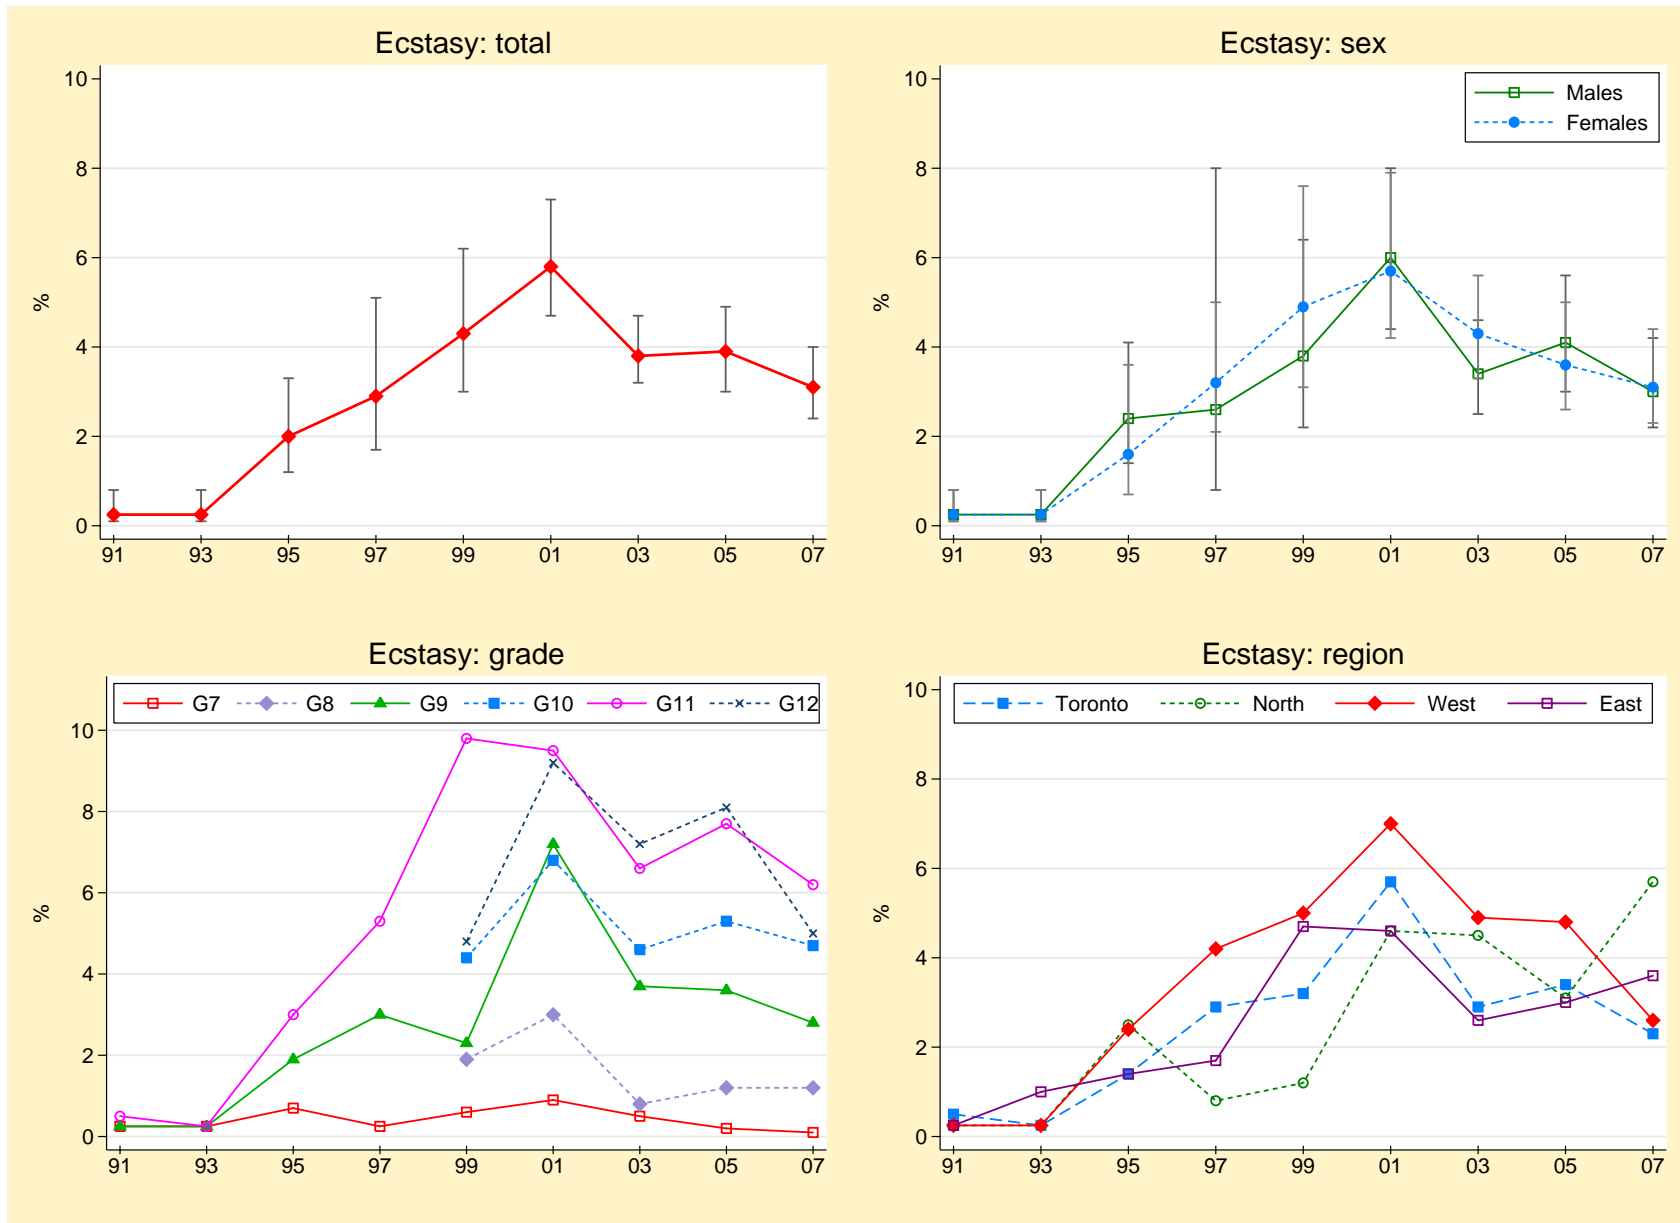 Ecstasy: total
10
8
6
4
2
0
%
91 93 95 97 99 01 03 05 07
Ecstasy: sex
Males
Females
10
8
6
4
2
0
%
91 93 95 97 99 01 03 05 07
Ecstasy: grade
G7 G8 G9 G10 G11 G12
10
8
6
4
2
0
%
91 93 95 97 99 01 03 05 07
Ecstasy: region
Toronto North West East
10
8
6
4
2
0
%
91 93 95 97 99 01 03 05 07